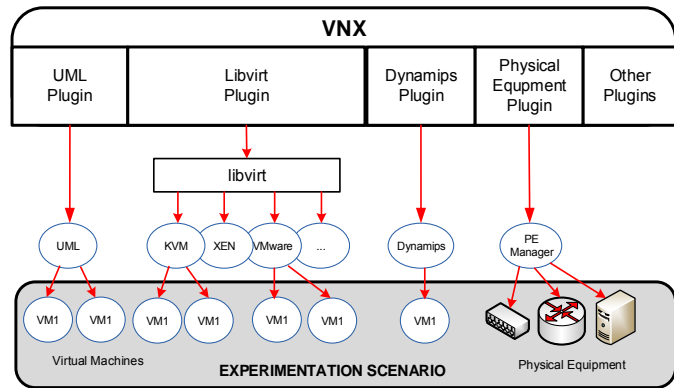 VNX
UML
Plugin
Libvirt
Plugin
Dynamips
Plugin
Physical
Equpment
Plugin
Other
Plugins
libvirt
UML
KVM
XEN
VMware
...
Dynamips
PE
Manager
VM1
VM1
VM1
VM1
VM1
VM1
VM1
Virtual Machines
Physical Equipment
EXPERIMENTATION SCENARIO